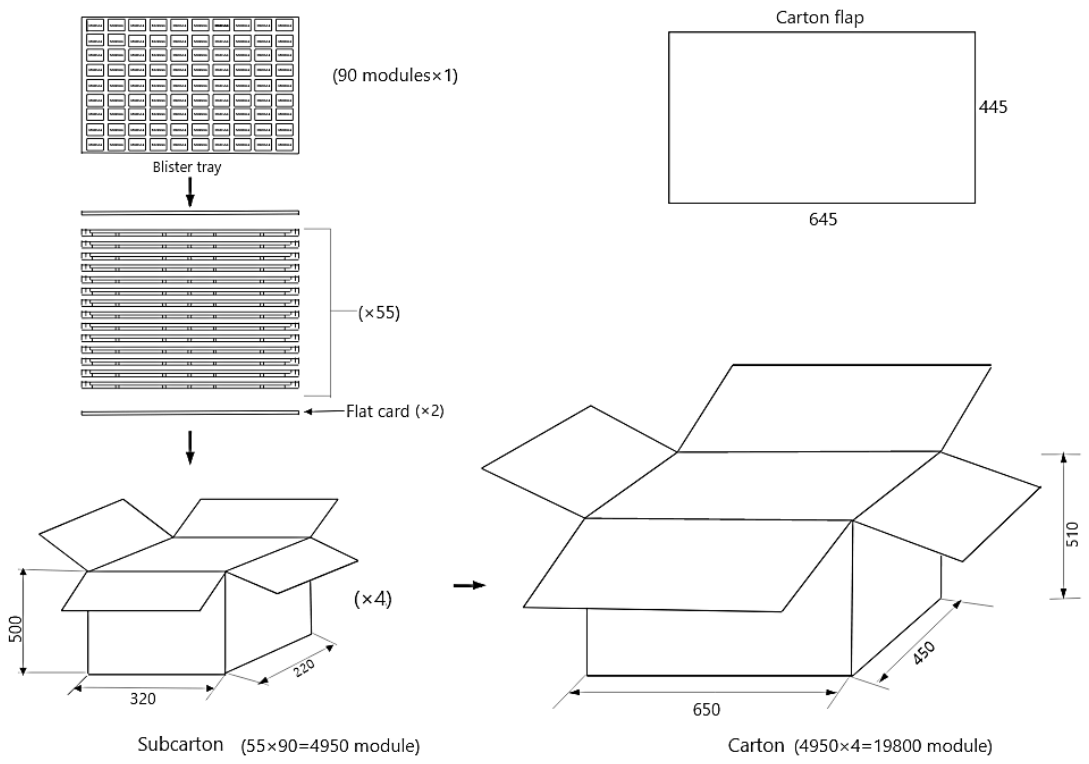 Carton flap
(90 modules×1)
445
Blister tray
645
(×55)
Flat card (×2)
510
(×4)
500
220
450
320
650
Subcarton (55×90=4950 module)
Carton (4950×4=19800 module)